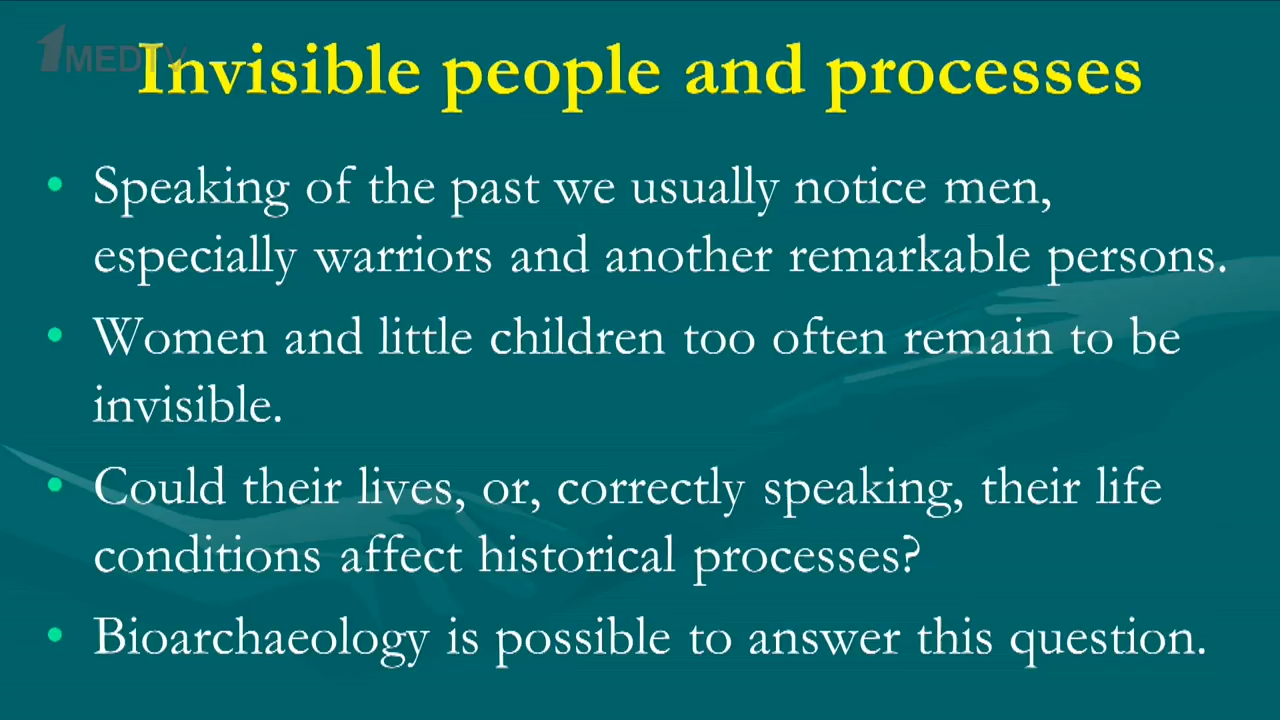 1MEDTV
Invisible people and processes
• Speaking of the past we usually notice men,
especially warriors and another remarkable persons.
• Women and little children too often remain to be
invisible.
• Could their lives, or, correctly speaking, their life
conditions affect historical processes?
• Bioarchaeology is possible to answer this question.